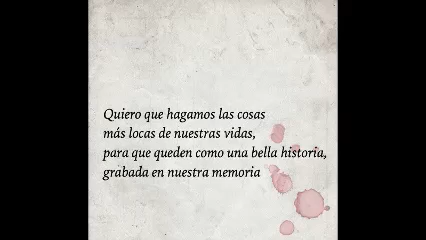 Quiero que hagamos las cosas
más locas de nuestras vidas,
para que queden como una bella historia,
grabada en nuestra memoria